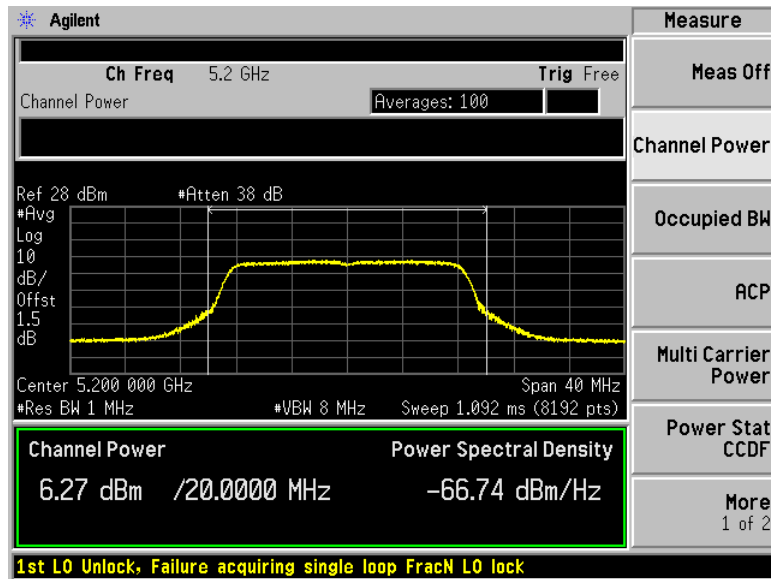 Agilent
Measure
Ch Freq 5.2 GHz Trig Free
Channel Power Averages: 100
Ref 28 dBm #Atten 38 dB
#Avg
Log
10
dB/
Offst
1.5
dB
Center 5.200 000 GHz Span 40 MHz
#Res BW 1 MHz #VBW 8 MHz Sweep 1.092 ms (8192 pts)
Channel Power Power Spectral Density
6.27 dBm /20.0000 MHz -66.74 dBm/Hz
1st LO Unlock, Failure acquiring single loop FracN LO lock
Meas Off
Channel Power
Occupied BW
ACP
Multi Carrier
Power
Power Stat
CCDF
More
1 of 2